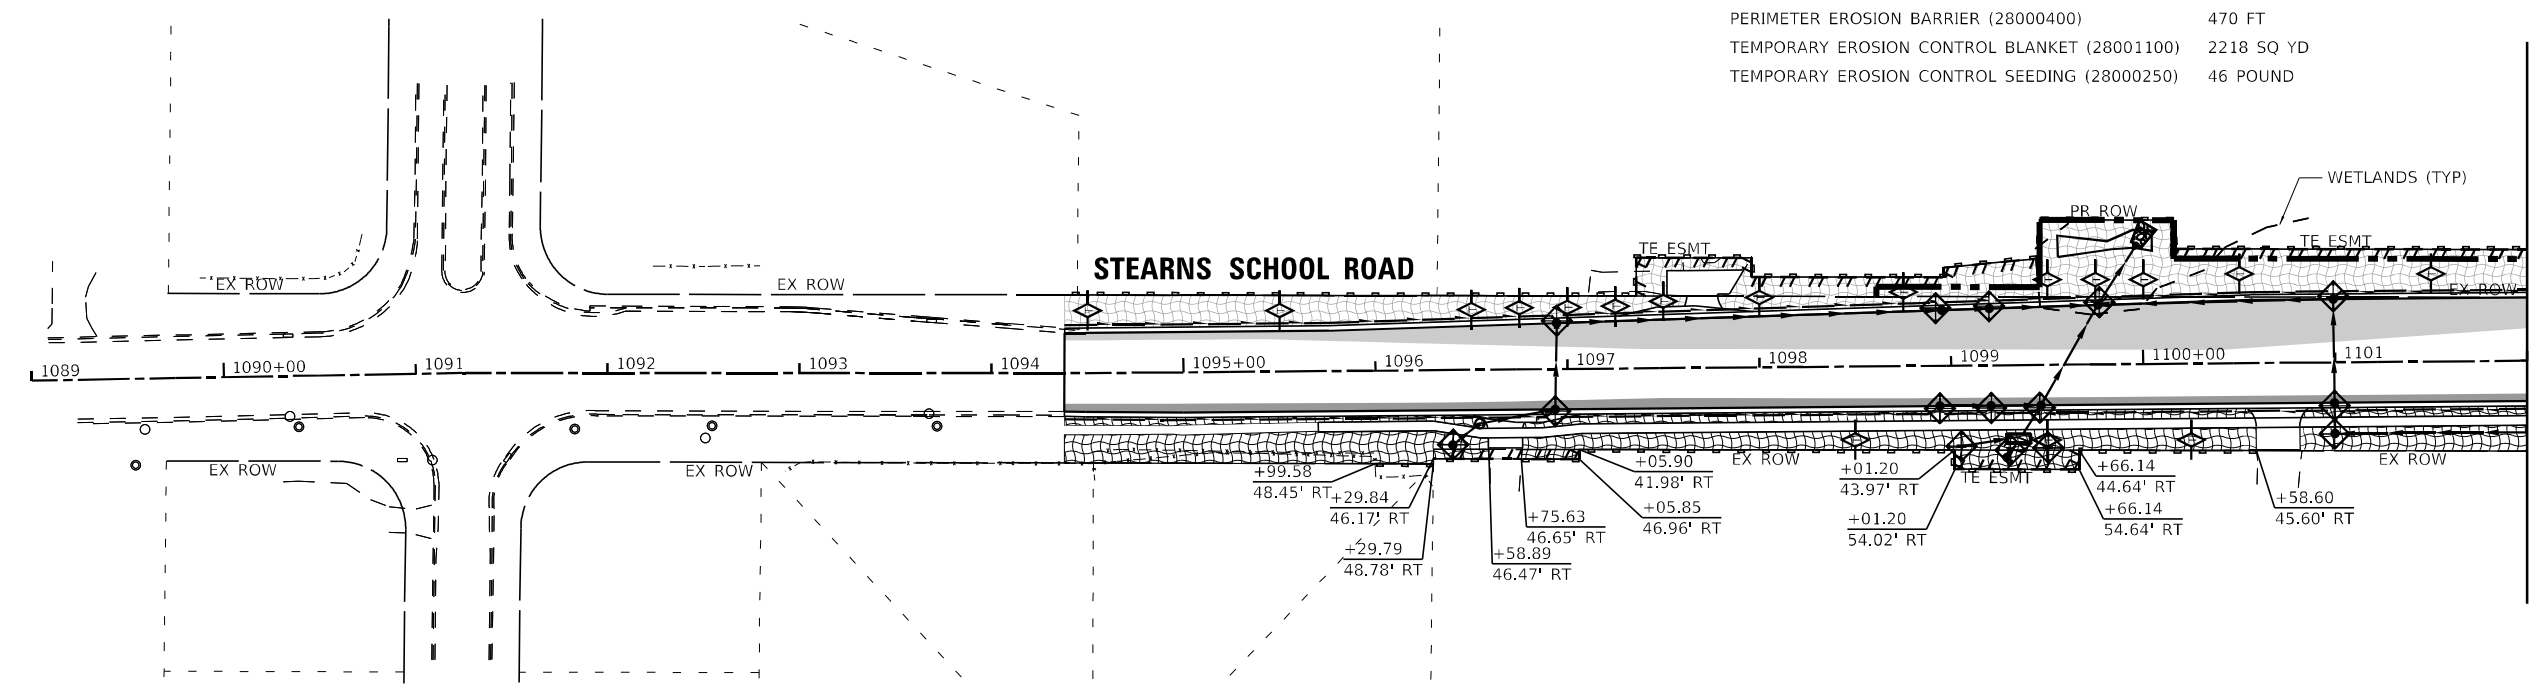 PERIMETER EROSION BARRIER (28000400) 470 FT
TEMPORARY EROSION CONTROL BLANKET (28001100) 2218 SQ YD
TEMPORARY EROSION CONTROL SEEDING (28000250) 46 POUND
WETLANDS (TYP)
PR ROW
TE ESMT
TE ESMT
STEARNS SCHOOL ROAD
EX ROW
EX ROW
EX ROW
1089
1090+00
1091
1092
1093
1094
1095+00
1096
1097
1098
1099
1100+00
1101
EX ROW
EX ROW
EX ROW
EX ROW
TE ESMT
+99.58
48.45' RT
+29.84
46.17' RT
+29.79
48.78' RT
+58.89
46.47' RT
+75.63
46.65' RT
+05.90
41.98' RT
+05.85
46.96' RT
+01.20
43.97' RT
+01.20
54.02' RT
+66.14
44.64' RT
+66.14
54.64' RT
+58.60
45.60' RT